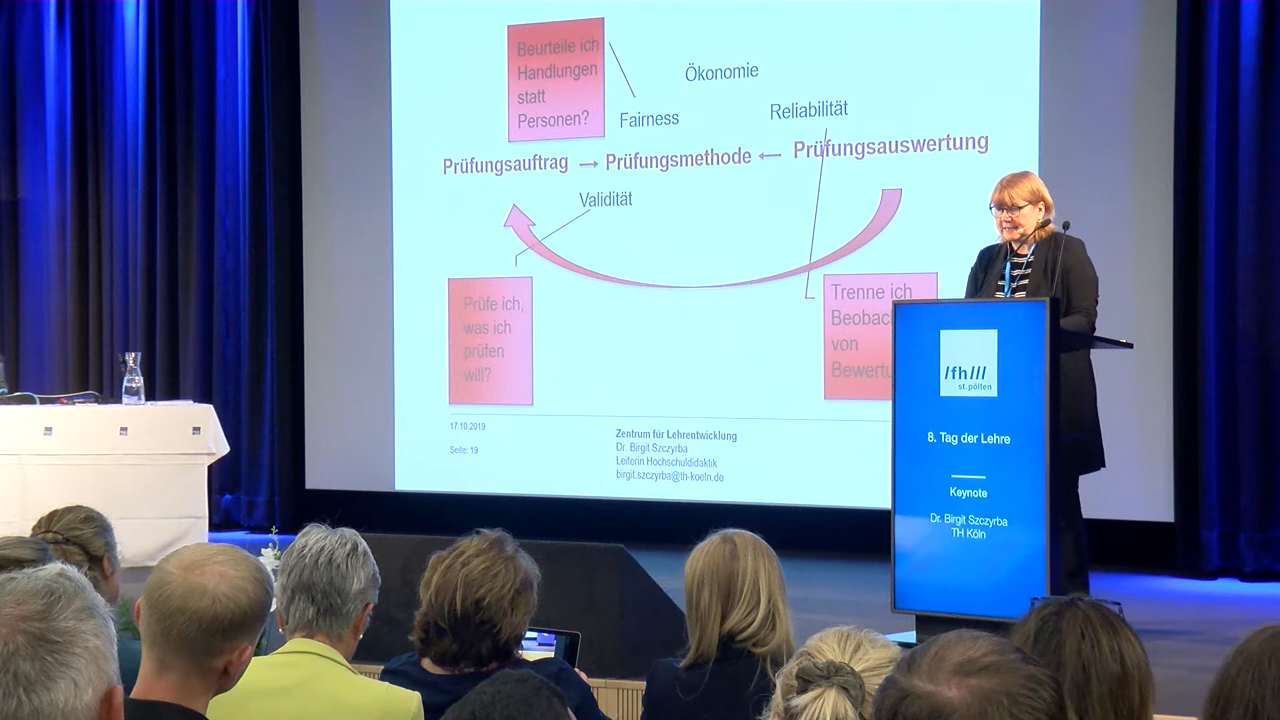 Beurteile ich
Handlungen
statt
Personen?
Ökonomie
Fairness
Reliabilität
Prüfungsauftrag → Prüfungsmethode ← Prüfungsauswertung
Validität
Prüfe ich,
was ich
prüfen
will?
Trenne ich
von
17.10.2019
Seite: 19
Zentrum für Lehrentwicklung
Dr. Birgit Szczyrba
Leiterin Hochschuldidaktik
birgit.szczyrba@th-koeln.de
/fh///
st.pölten
8. Tag der Lehre
Keynote
Dr. Birgit Szczyrba
TH Köln